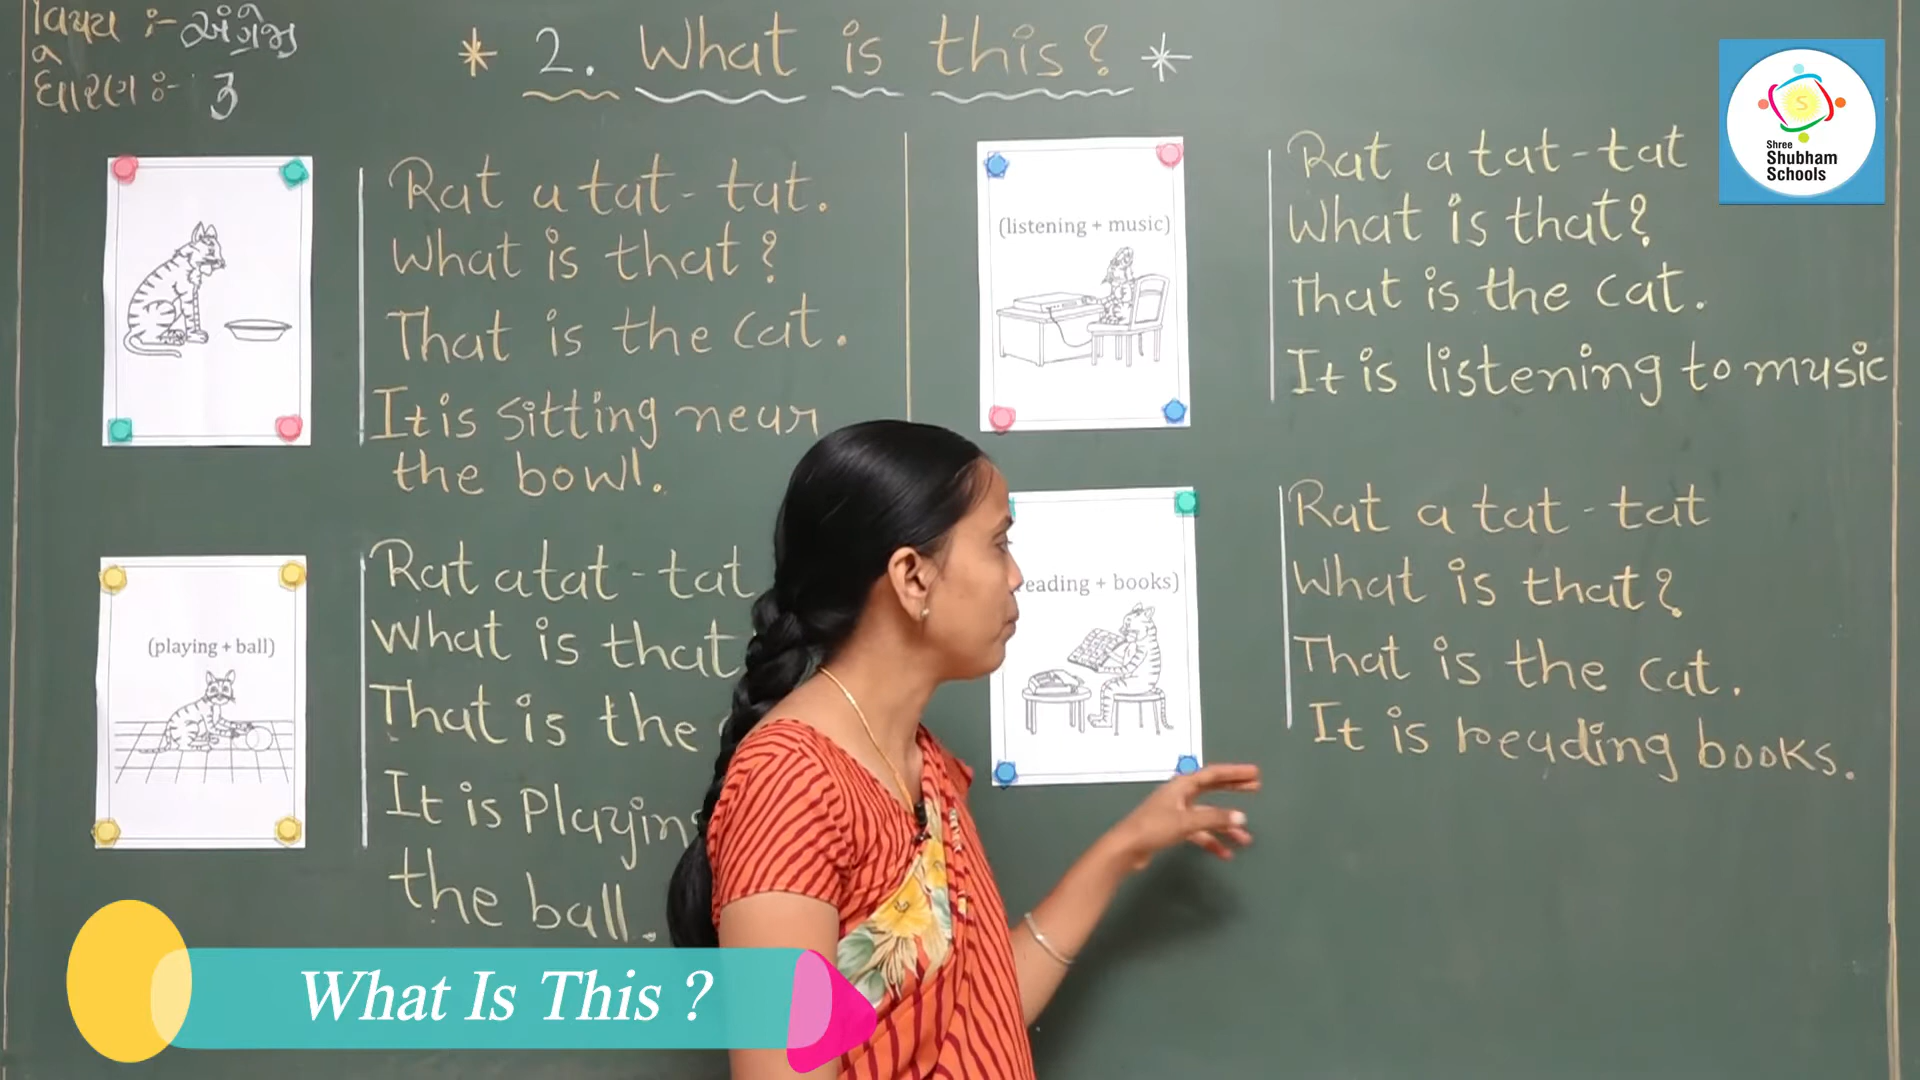 વિષય :- અંગ્રેજી
ધોરણ :- 3
2. What is this?
Rat a tat - tat.
What is that?
That is the cat.
It is sitting near
the bowl.
(playing + ball)
Rat a tat - tat
What is that
That is the
It is Playing
the ball.
(listening + music)
Rat a tat - tat
What is that?
That is the cat.
It is listening to music
eading + books)
Rat a tat - tat
What is that?
That is the cat.
It is reading books.
S
Shree
Shubham
Schools
What Is This ?